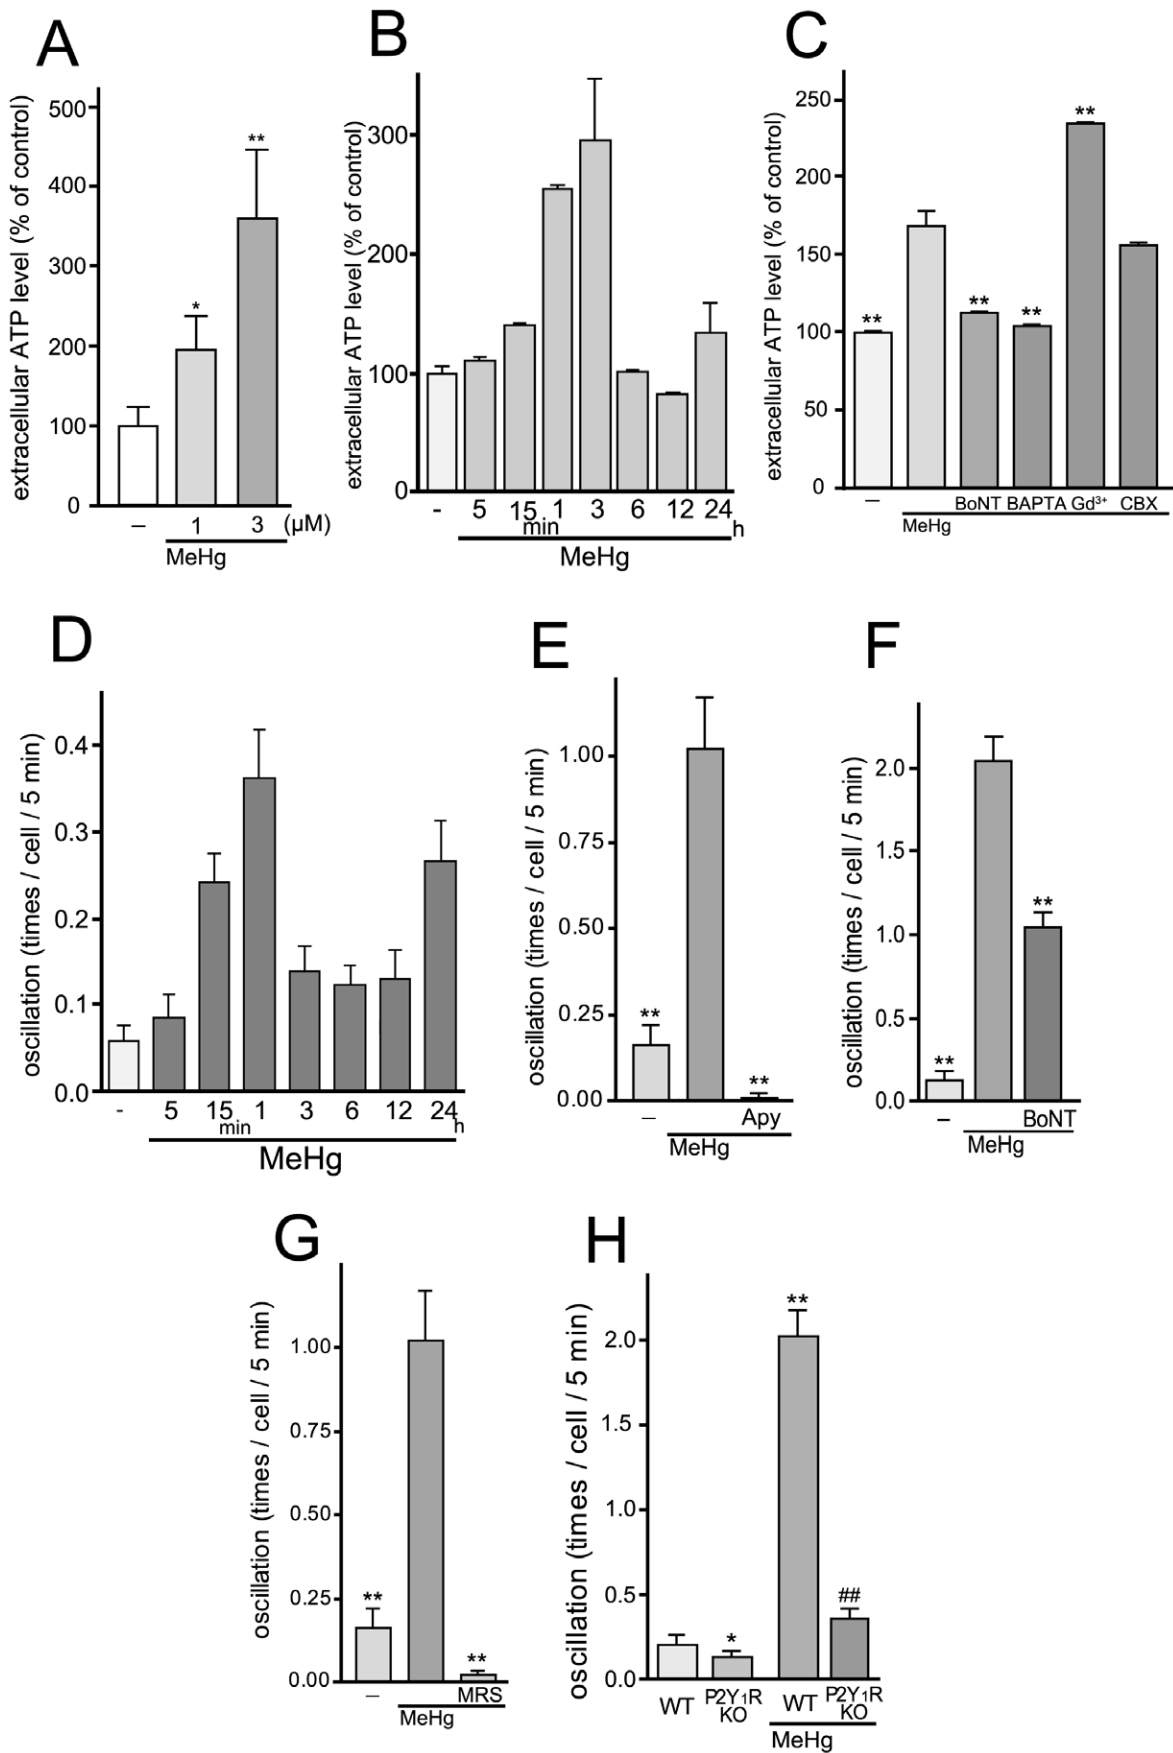 A
extracellular ATP level (% of control)
500
400
300
200
100
0
*
**
–
1
3
(μM)
MeHg
B
extracellular ATP level (% of control)
300
200
100
0
-
5
15
1
3
6
12
24
min
h
MeHg
C
extracellular ATP level (% of control)
250
200
150
100
50
0
**
**
**
**
–
BoNT
BAPTA
Gd³⁺
CBX
MeHg
D
oscillation (times / cell / 5 min)
0.4
0.3
0.2
0.1
0.0
-
5
15
1
3
6
12
24
min
h
MeHg
E
oscillation (times / cell / 5 min)
1.00
0.75
0.50
0.25
0.00
**
**
–
Apy
MeHg
F
oscillation (times / cell / 5 min)
2.0
1.5
1.0
0.5
0.0
**
**
–
BoNT
MeHg
G
oscillation (times / cell / 5 min)
1.00
0.75
0.50
0.25
0.00
**
**
–
MRS
MeHg
H
oscillation (times / cell / 5 min)
2.0
1.5
1.0
0.5
0.0
*
**
##
WT
P2Y₁R
KO
WT
P2Y₁R
KO
MeHg